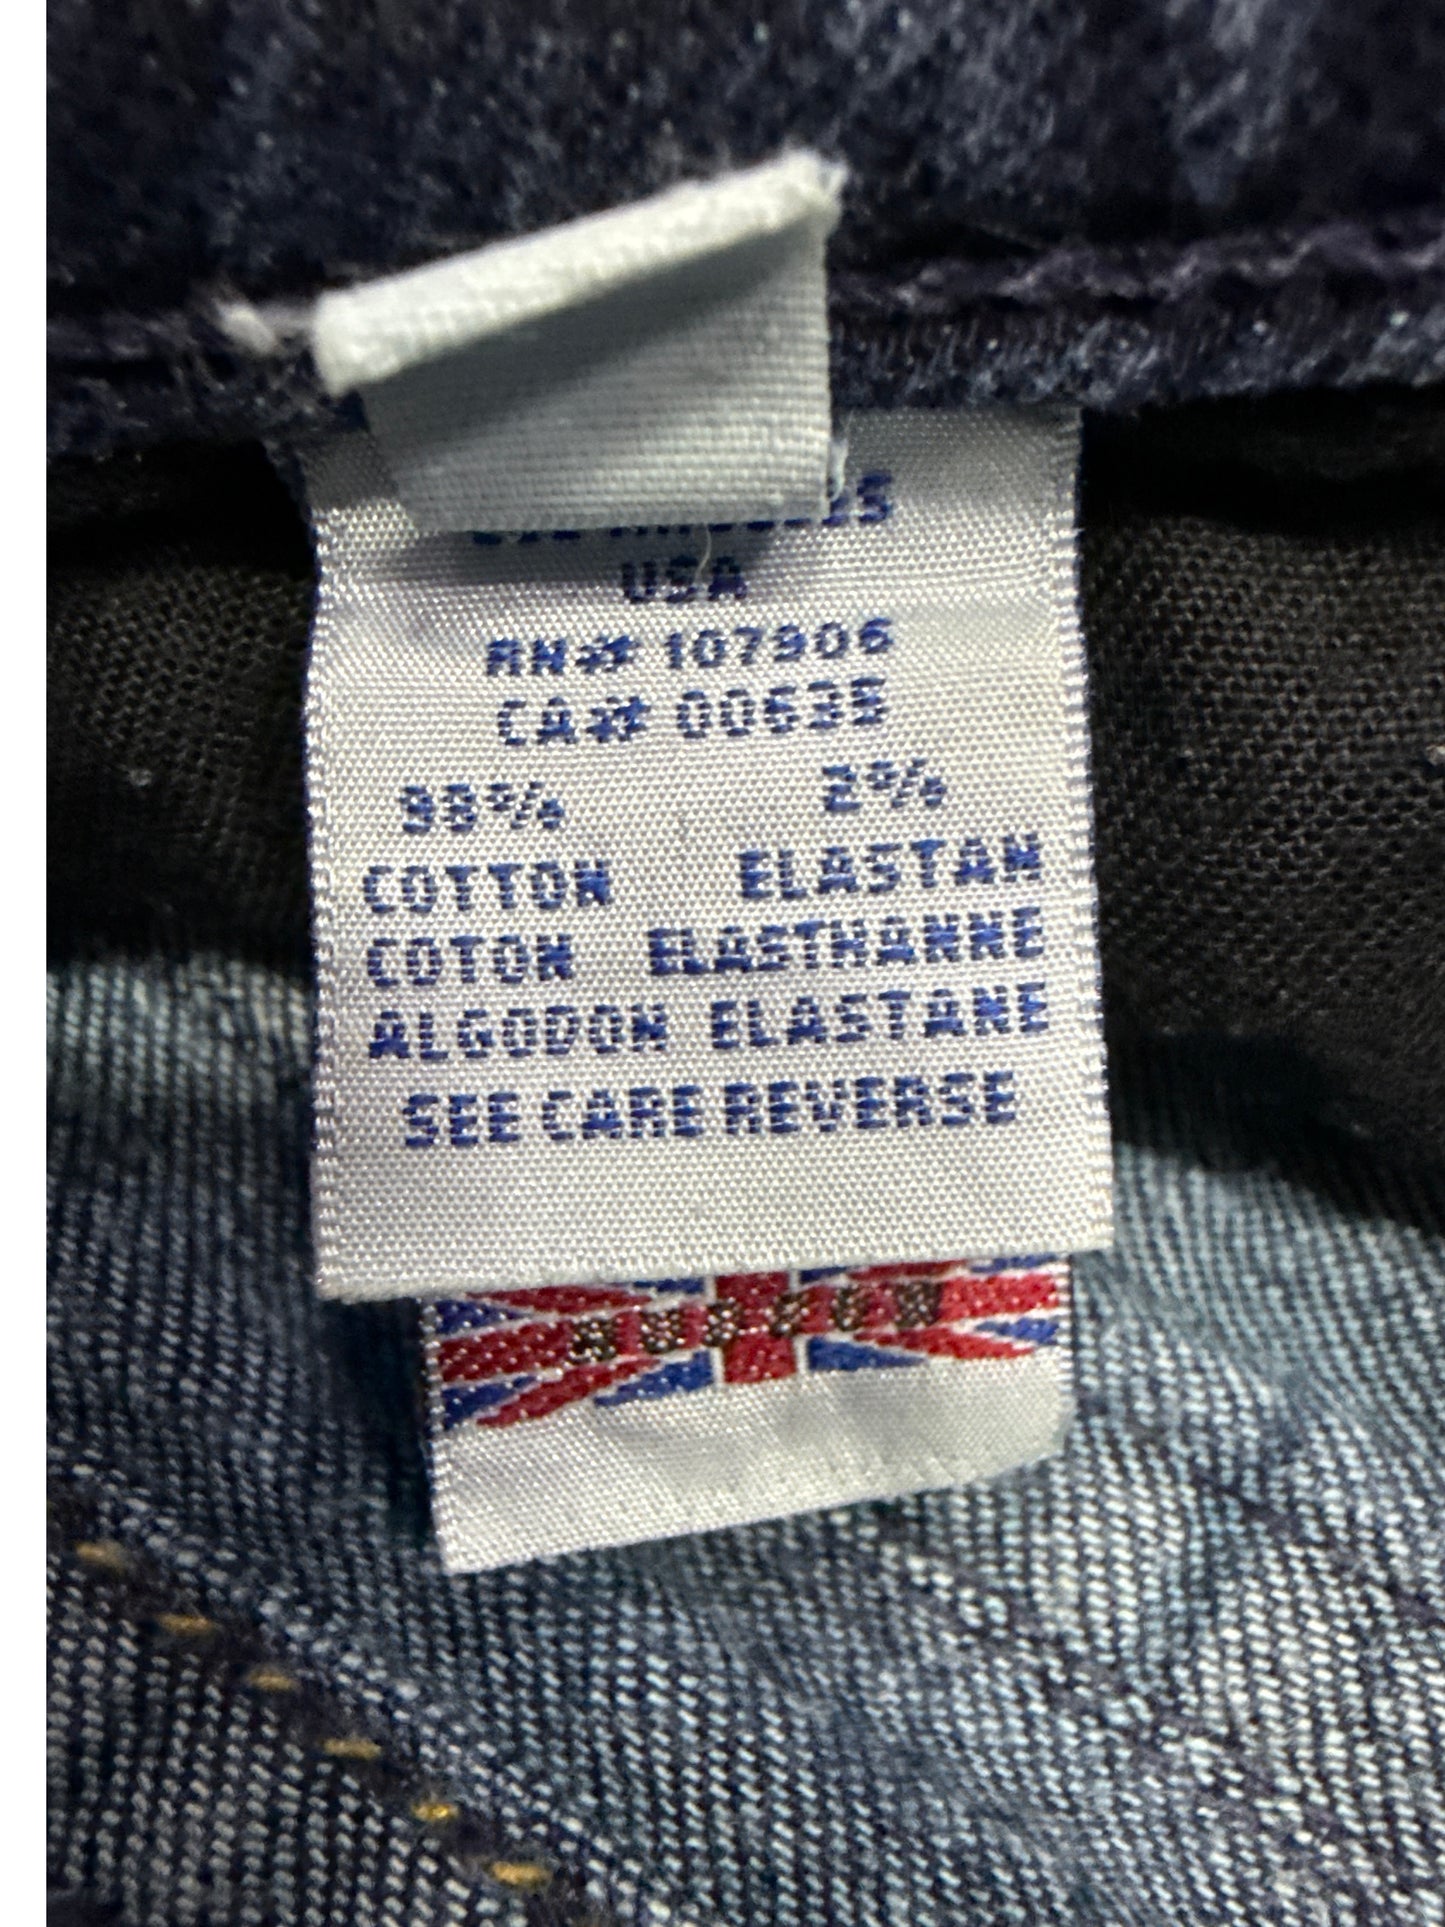 USA
RN# 107906
CA# 00635
98% 2%
COTTON ELASTAN
COTON ELASTHANNE
ALGODON ELASTANE
SEE CARE REVERSE